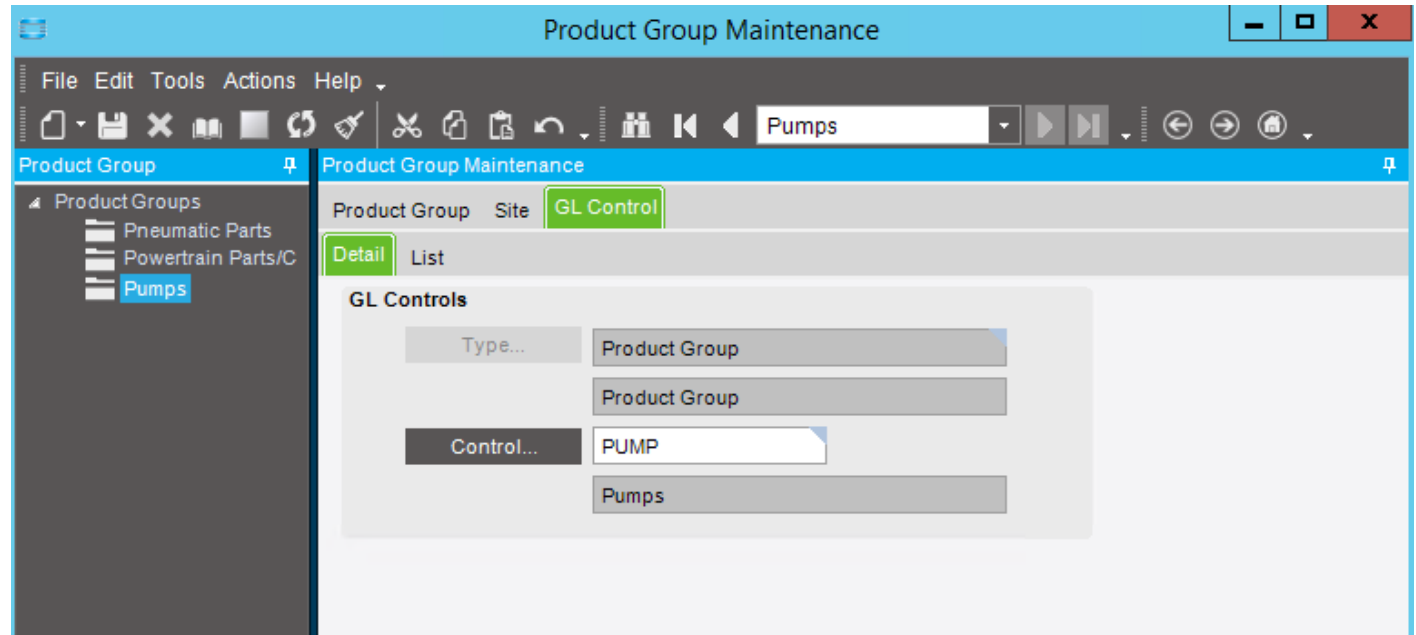 Product Group Maintenance
X
File Edit Tools Actions Help
Pumps
Product Group
Product Group Maintenance
Product Groups
Pneumatic Parts
Powertrain Parts/C
Pumps
Product Group Site GL Control
Detail List
GL Controls
Type... Product Group
Product Group
Control... PUMP
Pumps